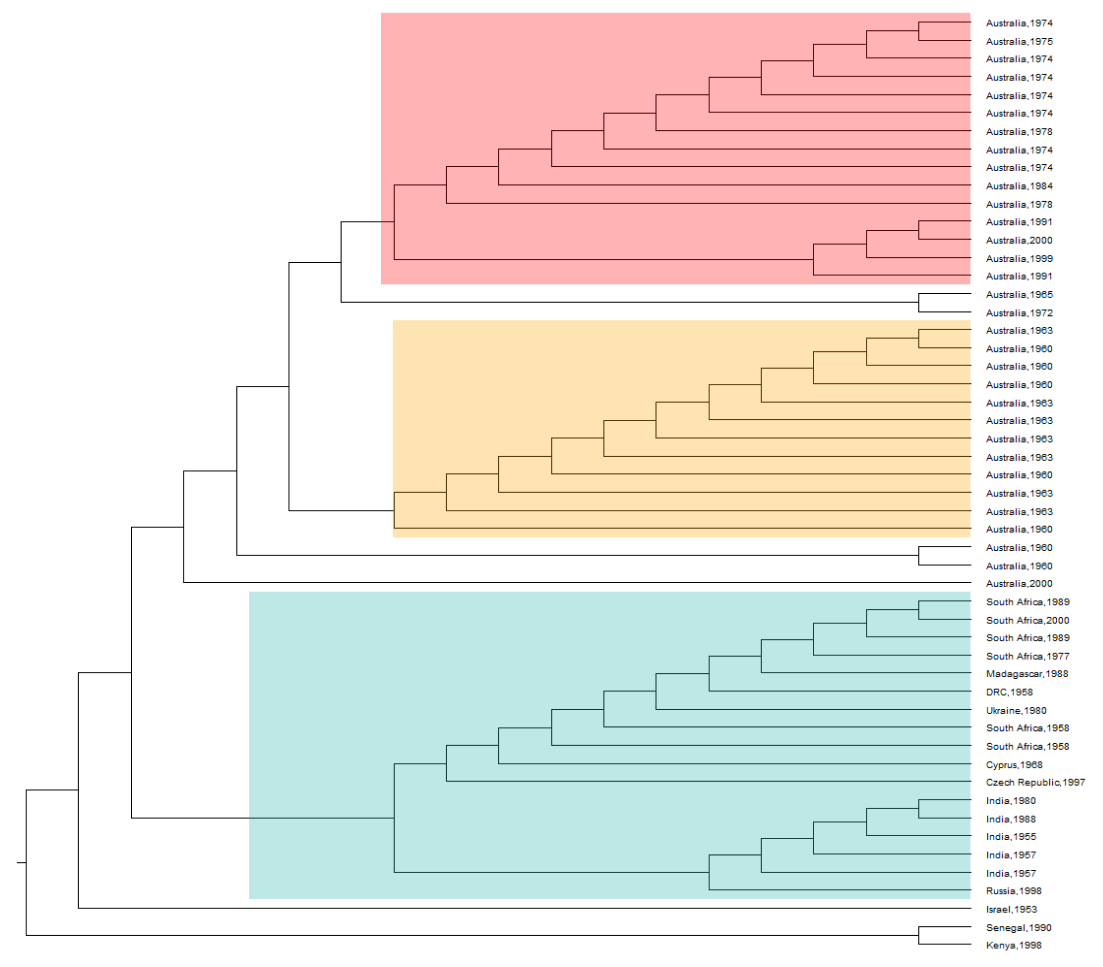 Australia,1974
Australia,1975
Australia,1974
Australia,1974
Australia,1974
Australia,1974
Australia,1978
Australia,1974
Australia,1974
Australia,1984
Australia,1978
Australia,1991
Australia,2000
Australia,1999
Australia,1991
Australia,1965
Australia,1972
Australia,1963
Australia,1960
Australia,1960
Australia,1960
Australia,1963
Australia,1963
Australia,1963
Australia,1963
Australia,1960
Australia,1963
Australia,1963
Australia,1960
Australia,1960
Australia,1960
Australia,2000
South Africa,1989
South Africa,2000
South Africa,1989
South Africa,1977
Madagascar,1988
DRC,1958
Ukraine,1980
South Africa,1958
South Africa,1958
Cyprus,1968
Czech Republic,1997
India,1980
India,1988
India,1955
India,1957
India,1957
Russia,1998
Israel,1953
Senegal,1990
Kenya,1998